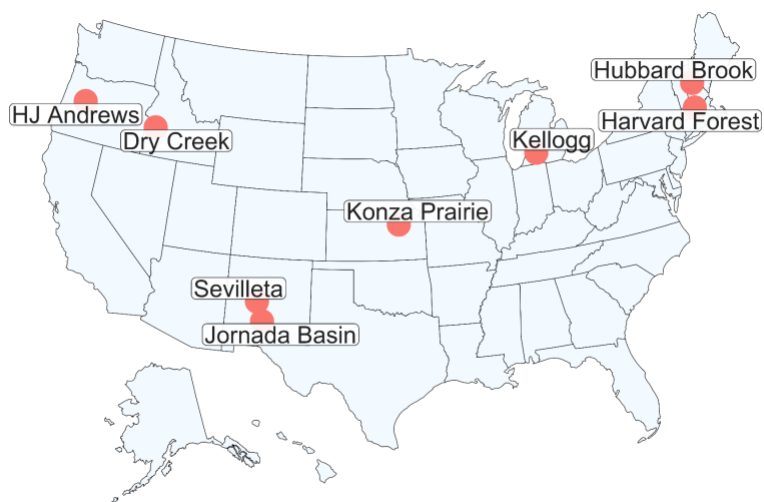 Hubbard Brook
HJ Andrews
Harvard Forest
Dry Creek
Kellogg
Konza Prairie
Sevilleta
Jornada Basin